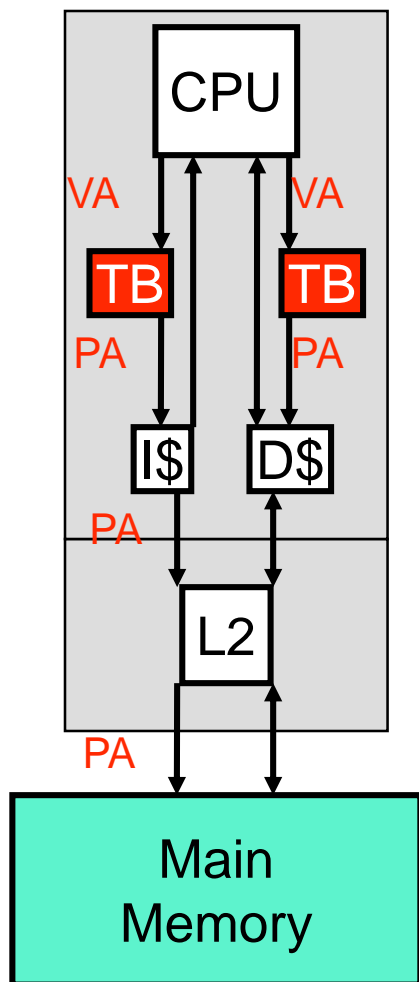 CPU
VA VA
TB TB
PA PA
I$ D$
PA
L2
PA
Main
Memory